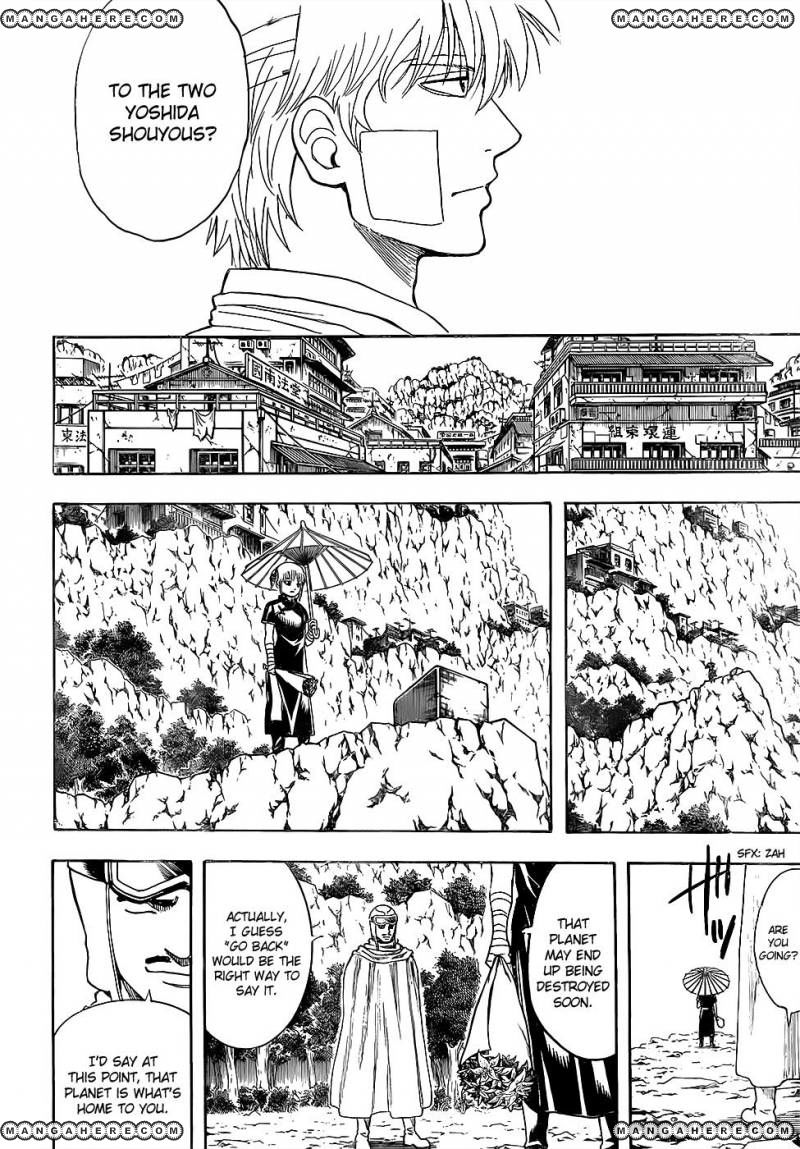 MANGAHERE.COM
MANGAHERE.COM
TO THE TWO
YOSHIDA
SHOUYOUS?
東法
SFX: ZAH
ARE
YOU
GOING?
THAT
PLANET
MAY END
UP BEING
DESTROYED
SOON.
ACTUALLY,
I GUESS
"GO BACK"
WOULD BE
THE RIGHT
WAY TO
SAY IT.
I'D SAY AT
THIS POINT, THAT
PLANET IS WHAT'S
HOME TO YOU.
MANGAHERE.COM
MANGAHERE.COM